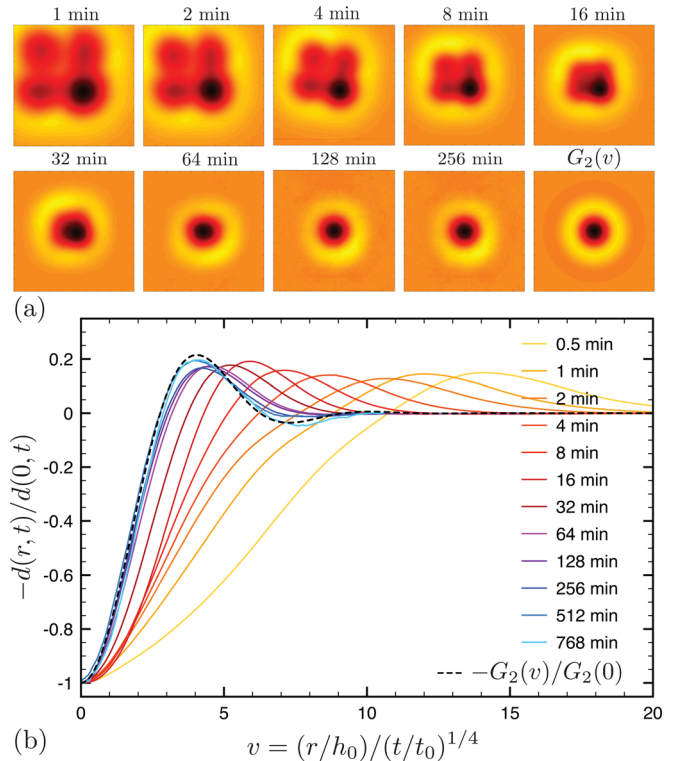 1 min 2 min 4 min 8 min 16 min
32 min 64 min 128 min 256 min G₂(v)
(a)
0.2
0
-0.2
-0.4
-0.6
-0.8
-1
−d(r, t)/d(0, t)
0.5 min
1 min
2 min
4 min
8 min
16 min
32 min
64 min
128 min
256 min
512 min
768 min
−G₂(v)/G₂(0)
0 5 10 15 20
(b)
v = (r/h₀)/(t/t₀)^{1/4}